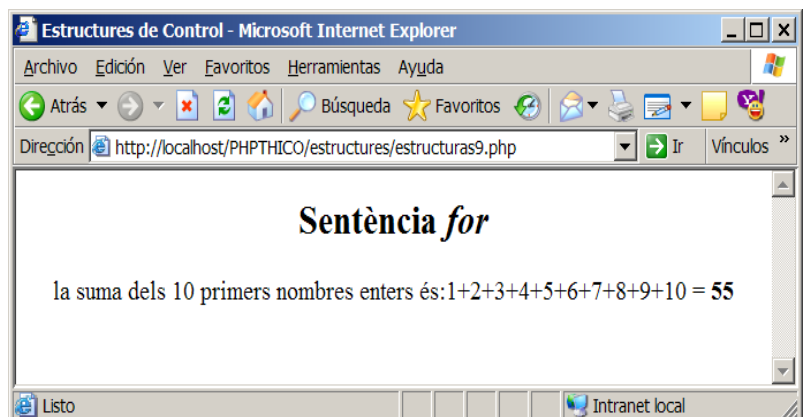 Estructures de Control - Microsoft Internet Explorer
Archivo Edición Ver Favoritos Herramientas Ayuda
Atrás Búsqueda Favoritos
Dirección http://localhost/PHPTHICO/estructures/estructuras9.php Ir Vínculos »
Sentència for
la suma dels 10 primers nombres enters és:1+2+3+4+5+6+7+8+9+10 = 55
Listo Intranet local